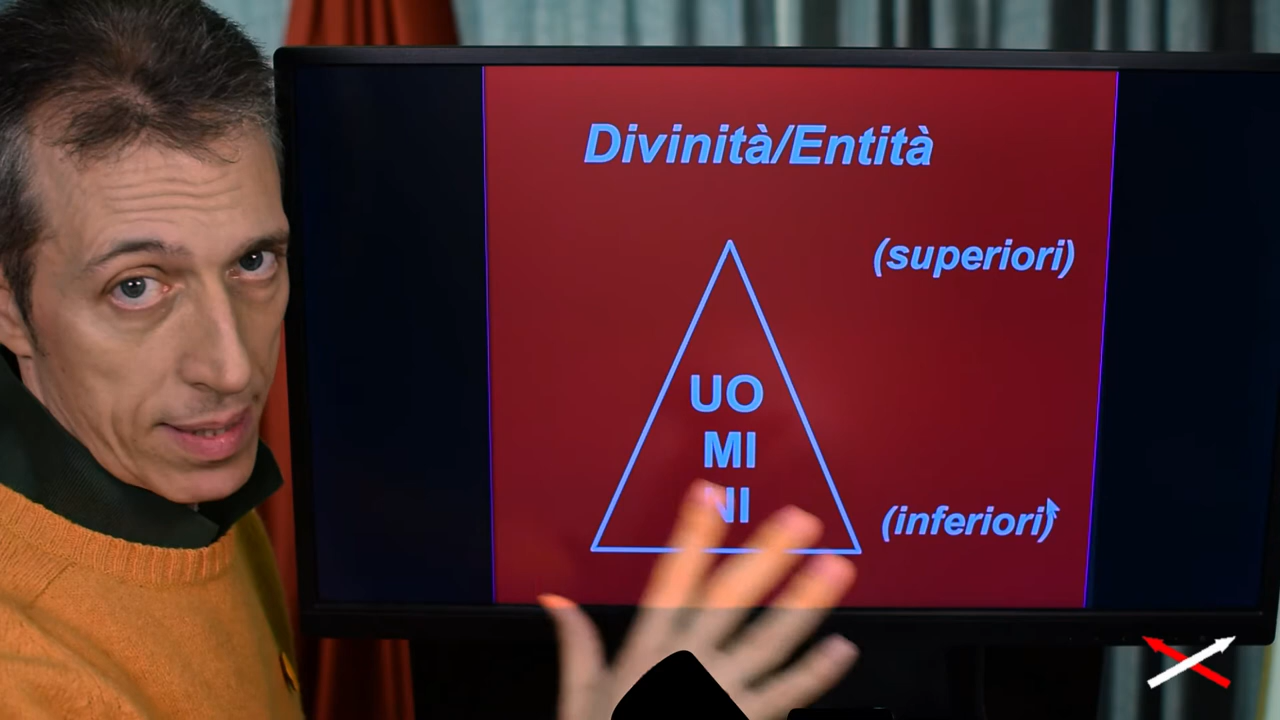 Divinità/Entità
(superiori)
UO
MI
NI
(inferiori)